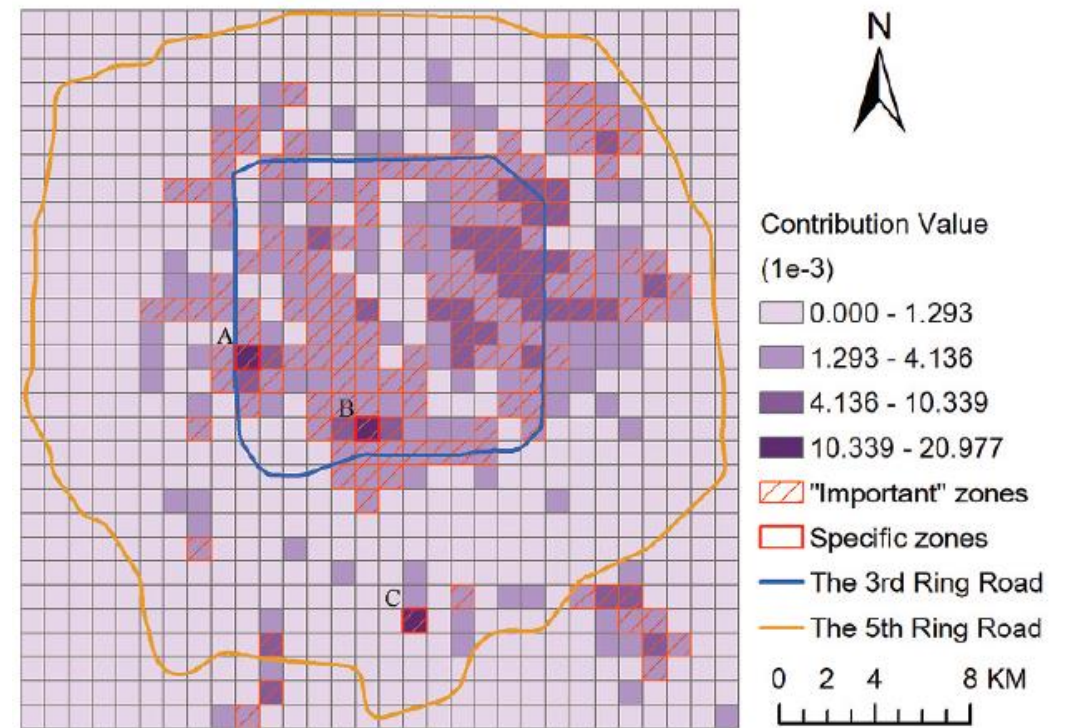 N
Contribution Value
(1e-3)
0.000 - 1.293
1.293 - 4.136
4.136 - 10.339
10.339 - 20.977
"Important" zones
Specific zones
The 3rd Ring Road
The 5th Ring Road
0 2 4 8 KM
A
B
C